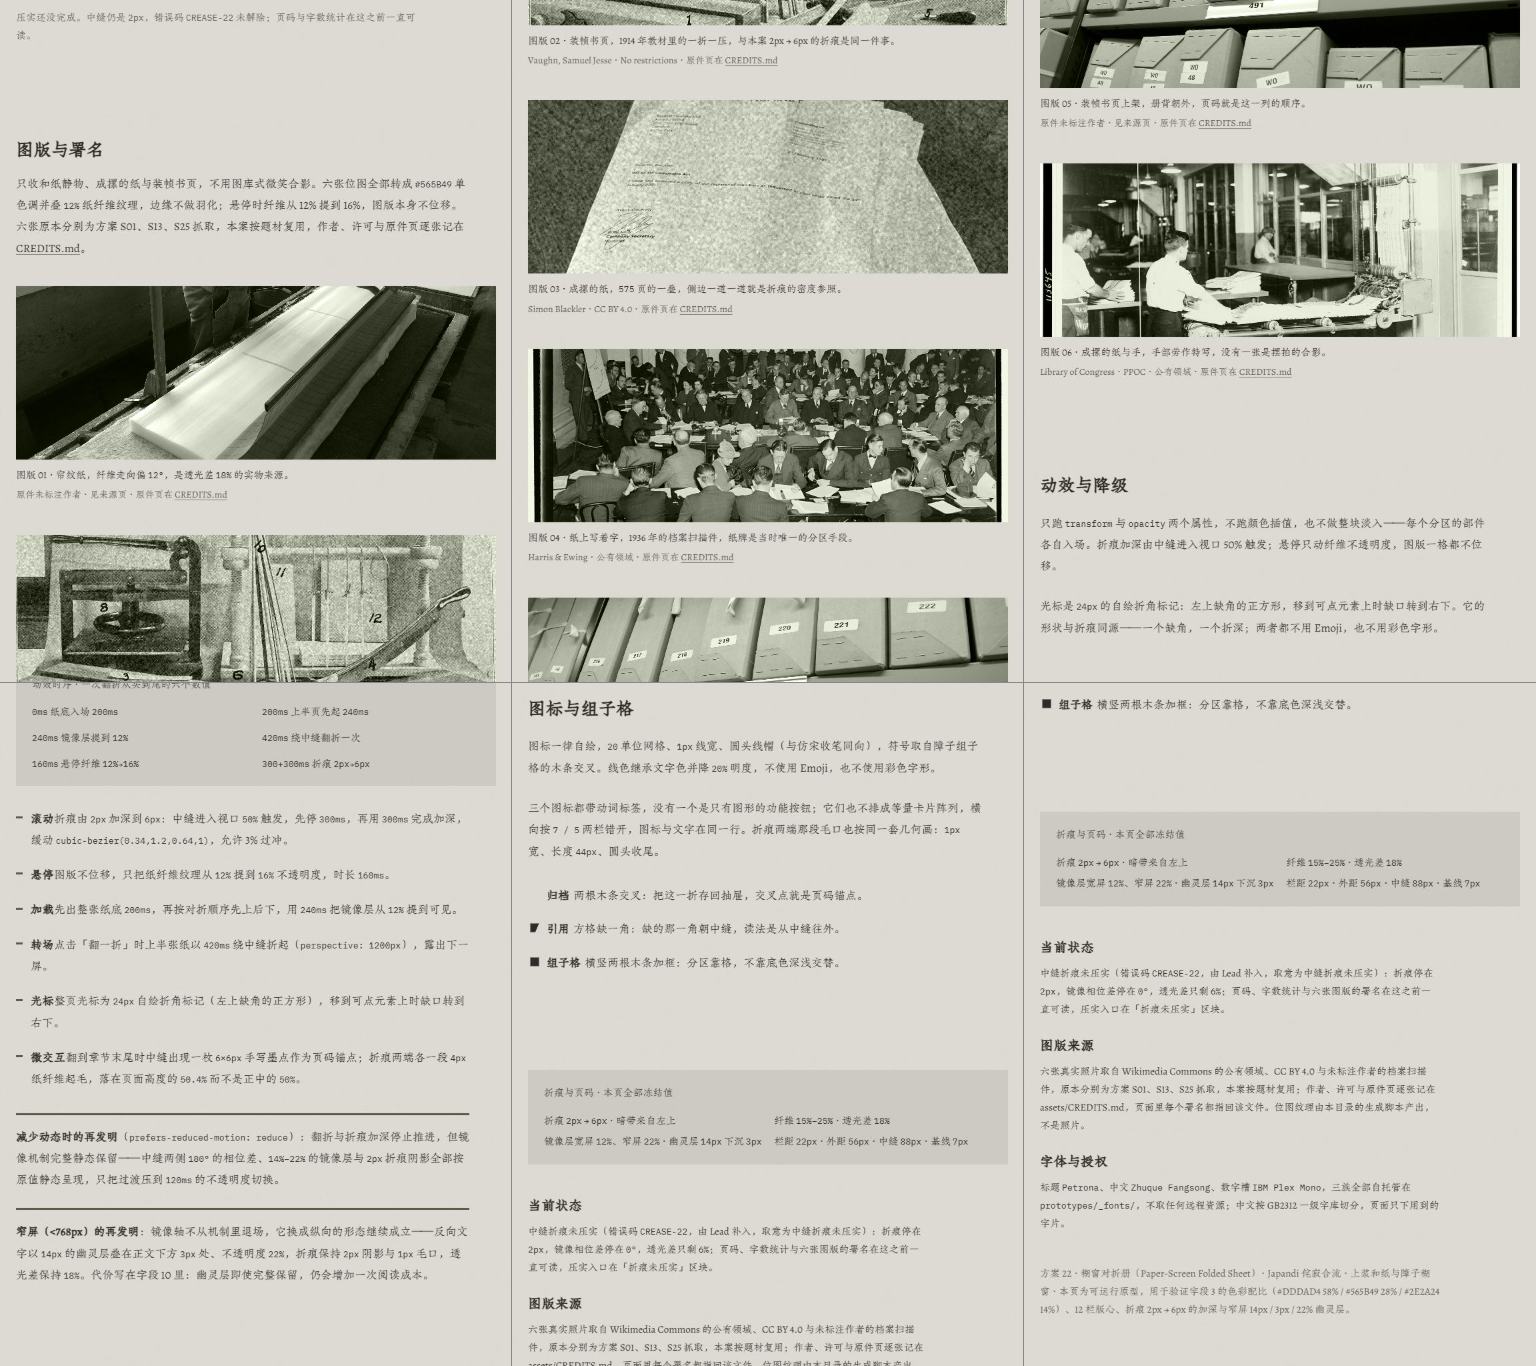 压实还没完成。中缝仍是 2px，错误码 CREASE-22 未解除；页码与字数统计在这之前一直可
读。
图版与署名
只收和纸静物、成摞的纸与装帧书页，不用图库式微笑合影。六张位图全部转成 #565B49 单
色调并叠 12% 纸纤维纹理，边缘不做羽化；悬停时纤维从 12% 提到 16%，图版本身不位移。
六张原本分别为方案 S01、S13、S25 抓取，本案按题材复用，作者、许可与原件页逐张记在
CREDITS.md。
图版 01 · 帘纹纸，纤维走向偏 12°，是透光差 18% 的实物来源。
原件未标注作者 · 见来源页 · 原件页在 CREDITS.md
8
11
12
3
6
4
1
图版 02 · 装帧书页，1914 年教材里的一折一压，与本案 2px→6px 的折痕是同一件事。
Vaughn, Samuel Jesse · No restrictions · 原件页在 CREDITS.md
图版 03 · 成摞的纸，575 页的一叠，侧边一道一道就是折痕的密度参照。
Simon Blackler · CC BY 4.0 · 原件页在 CREDITS.md
图版 04 · 纸上写着字，1936 年的档案扫描件，纸牌是当时唯一的分区手段。
Harris & Ewing · 公有领域 · 原件页在 CREDITS.md
216
217
218
219
220
221
222
491
WO
48
WO
48
WO
WO
图版 05 · 装帧书页上架，册背朝外，页码就是这一列的顺序。
原件未标注作者 · 见来源页 · 原件页在 CREDITS.md
图版 06 · 成摞的纸与手，手部劳作特写，没有一张是摆拍的合影。
Library of Congress · PPOC · 公有领域 · 原件页在 CREDITS.md
动效与降级
只跑 transform 与 opacity 两个属性，不跑颜色插值，也不做整块淡入——每个分区的部件
各自入场。折痕加深由中缝进入视口 50% 触发；悬停只动纤维不透明度，图版一格都不位
移。
光标是 24px 的自绘折角标记：左上缺角的正方形，移到可点元素上时缺口转到右下。它的
形状与折痕同源——一个缺角，一个折深；两者都不用 Emoji，也不用彩色字形。
动效时序 · 一次翻折从头到尾的六个数值
0ms 纸底入场 200ms
200ms 上半页先起 240ms
240ms 镜像层提到 12%
420ms 绕中缝翻折一次
160ms 悬停纤维 12%→16%
300+300ms 折痕 2px→6px
滚动折痕由 2px 加深到 6px：中缝进入视口 50% 触发，先停 300ms，再用 300ms 完成加深，
缓动 cubic-bezier(0.34,1.2,0.64,1)，允许 3% 过冲。
悬停图版不位移，只把纸纤维纹理从 12% 提到 16% 不透明度，时长 160ms。
加载先出整张纸底 200ms，再按对折顺序先上后下，用 240ms 把镜像层从 12% 提到可见。
转场点击「翻一折」时上半张纸以 420ms 绕中缝折起（perspective: 1200px），露出下一
屏。
光标整页光标为 24px 自绘折角标记（左上缺角的正方形），移到可点元素上时缺口转到
右下。
微交互翻到章节末尾时中缝出现一枚 6×6px 手写墨点作为页码锚点；折痕两端各一段 4px
纸纤维起毛，落在页面高度的 50.4% 而不是正中的 50%。
减少动态时的再发明（prefers-reduced-motion: reduce）：翻折与折痕加深停止推进，但镜
像机制完整静态保留——中缝两侧 180° 的相位差、14%–22% 的镜像层与 2px 折痕阴影全部按
原值静态呈现，只把过渡压到 120ms 的不透明度切换。
窄屏（<768px）的再发明：镜像轴不从机制里退场，它换成纵向的形态继续成立——反向文
字以 14px 的幽灵层叠在正文下方 3px 处、不透明度 22%，折痕保持 2px 阴影与 1px 毛口，透
光差保持 18%。代价写在字段 10 里：幽灵层即使完整保留，仍会增加一次阅读成本。
图标与组子格
图标一律自绘，20 单位网格、1px 线宽、圆头线帽（与仿宋收笔同向），符号取自障子组子
格的木条交叉。线色继承文字色并降 20% 明度，不使用 Emoji，也不使用彩色字形。
三个图标都带动词标签，没有一个是只有图形的功能按钮；它们也不排成等量卡片阵列，横
向按 7 / 5 两栏错开，图标与文字在同一行。折痕两端那段毛口也按同一套几何画：1px
宽、长度 44px、圆头收尾。
归档 两根木条交叉：把这一折存回抽屉，交叉点就是页码锚点。
引用 方格缺一角：缺的那一角朝中缝，读法是从中缝往外。
组子格 横竖两根木条加框：分区靠格，不靠底色深浅交替。
折痕与页码 · 本页全部冻结值
折痕 2px→6px · 暗带来自左上
纤维 15%–25% · 透光差 18%
镜像层宽屏 12%、窄屏 22% · 幽灵层 14px 下沉 3px
栏距 22px · 外距 56px · 中缝 88px · 基线 7px
当前状态
中缝折痕未压实（错误码 CREASE-22，由 Lead 补入，取意为中缝折痕未压实）：折痕停在
2px，镜像相位差停在 0°，透光差只剩 6%；页码、字数统计与六张图版的署名在这之前一
直可读，压实入口在「折痕未压实」区块。
图版来源
六张真实照片取自 Wikimedia Commons 的公有领域、CC BY 4.0 与未标注作者的档案扫描
件，原本分别为方案 S01、S13、S25 抓取，本案按题材复用；作者、许可与原件页逐张记在
assets/CREDITS.md，页面里每个署名都指回该文件。位图纹理由本目录的生成脚本产出，
组子格 横竖两根木条加框：分区靠格，不靠底色深浅交替。
折痕与页码 · 本页全部冻结值
折痕 2px→6px · 暗带来自左上
纤维 15%–25% · 透光差 18%
镜像层宽屏 12%、窄屏 22% · 幽灵层 14px 下沉 3px
栏距 22px · 外距 56px · 中缝 88px · 基线 7px
当前状态
中缝折痕未压实（错误码 CREASE-22，由 Lead 补入，取意为中缝折痕未压实）：折痕停在
2px，镜像相位差停在 0°，透光差只剩 6%；页码、字数统计与六张图版的署名在这之前一
直可读，压实入口在「折痕未压实」区块。
图版来源
六张真实照片取自 Wikimedia Commons 的公有领域、CC BY 4.0 与未标注作者的档案扫描
件，原本分别为方案 S01、S13、S25 抓取，本案按题材复用；作者、许可与原件页逐张记在
assets/CREDITS.md，页面里每个署名都指回该文件。位图纹理由本目录的生成脚本产出，
不是照片。
字体与授权
标题 Petrona、中文 Zhuque Fangsong、数字槽 IBM Plex Mono，三族全部自托管在
prototypes/_fonts/，不取任何远程资源；中文按 GB2312 一级字库切分，页面只下用到的
字片。
方案 22 · 棚窗对折册（Paper-Screen Folded Sheet）· Japandi 侘寂合流 · 上浆和纸与障子棚
窗 · 本页为可运行原型，用于验证字段 3 的色彩配比（#DDDAD4 58% / #565B49 28% / #2E2A24
14%）、12 栏版心、折痕 2px→6px 的加深与窄屏 14px / 3px / 22% 幽灵层。